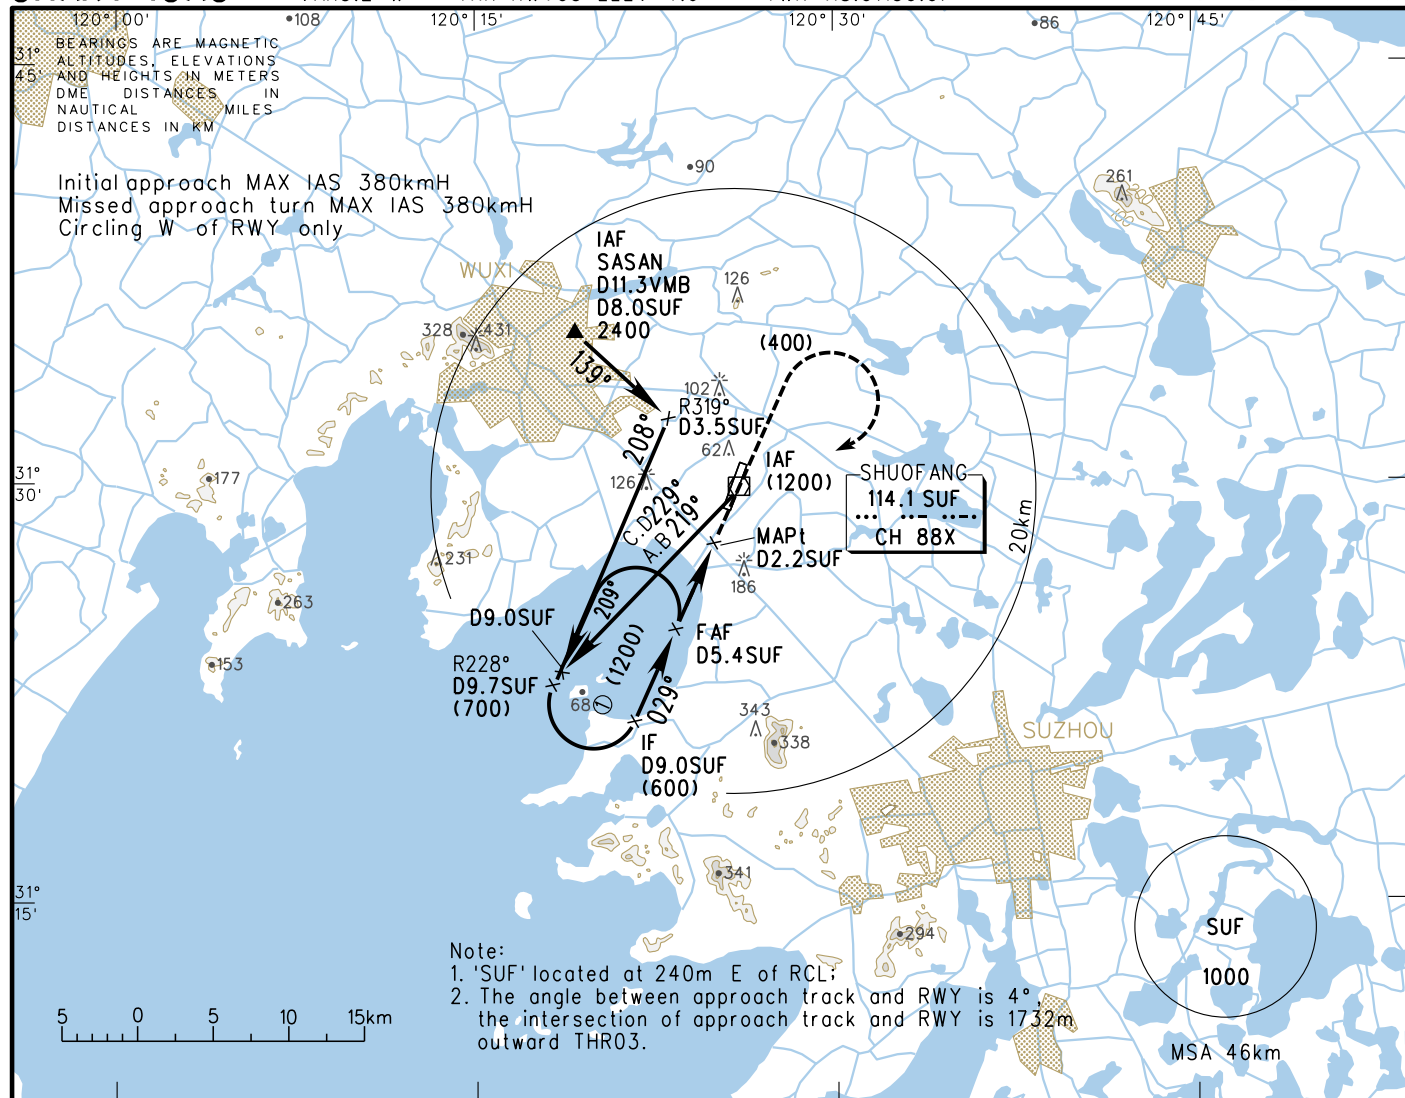 120° 00'
108
120° 15'
120° 30'
86
120° 45'
31°
45'
BEARINGS ARE MAGNETIC
ALTITUDES, ELEVATIONS
AND HEIGHTS IN METERS
DME DISTANCES IN
NAUTICAL MILES
DISTANCES IN KM
Initial approach MAX IAS 380kmH
Missed approach turn MAX IAS 380kmH
Circling W of RWY only
90
261
IAF
SASAN
D11.3VMB
D8.0SUF
2400
WUXI
126
328
431
(400)
139°
102
R319°
D3.5SUF
208°
62
126
IAF
(1200)
SHUOFANG
114.1 SUF
CH 88X
31°
30'
177
C.D229°
A.B 219°
20km
MAPt
D2.2SUF
186
231
263
209°
D9.0SUF
(1200)
FAF
D5.4SUF
153
R228°
D9.7SUF
(700)
68
1
029°
IF
D9.0SUF
(600)
343
338
SUZHOU
341
31°
15'
294
SUF
1000
MSA 46km
Note:
1. 'SUF' located at 240m E of RCL;
2. The angle between approach track and RWY is 4°,
the intersection of approach track and RWY is 1732m
outward THR03.
5 0 5 10 15km